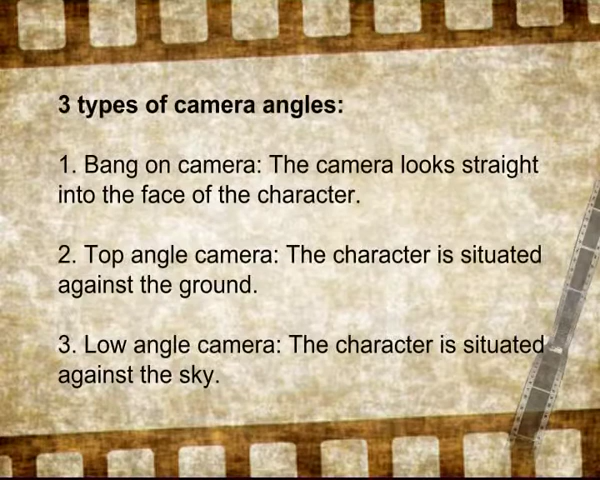 3 types of camera angles:
1. Bang on camera: The camera looks straight
into the face of the character.
2. Top angle camera: The character is situated
against the ground.
3. Low angle camera: The character is situated
against the sky.